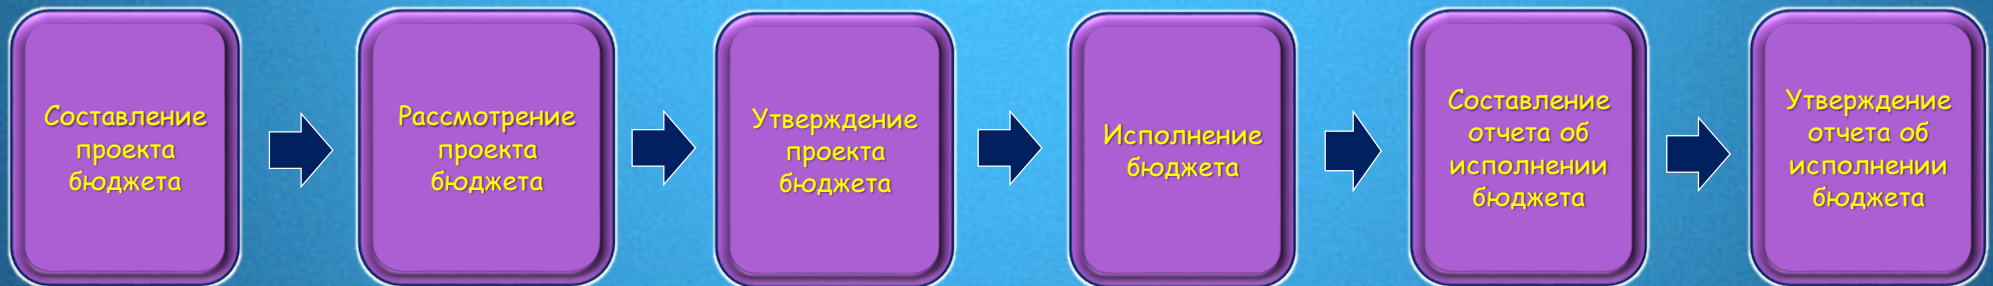 Составление
проекта
бюджета
Рассмотрение
проекта
бюджета
Утверждение
проекта
бюджета
Исполнение
бюджета
Составление
отчета об
исполнении
бюджета
Утверждение
отчета об
исполнении
бюджета